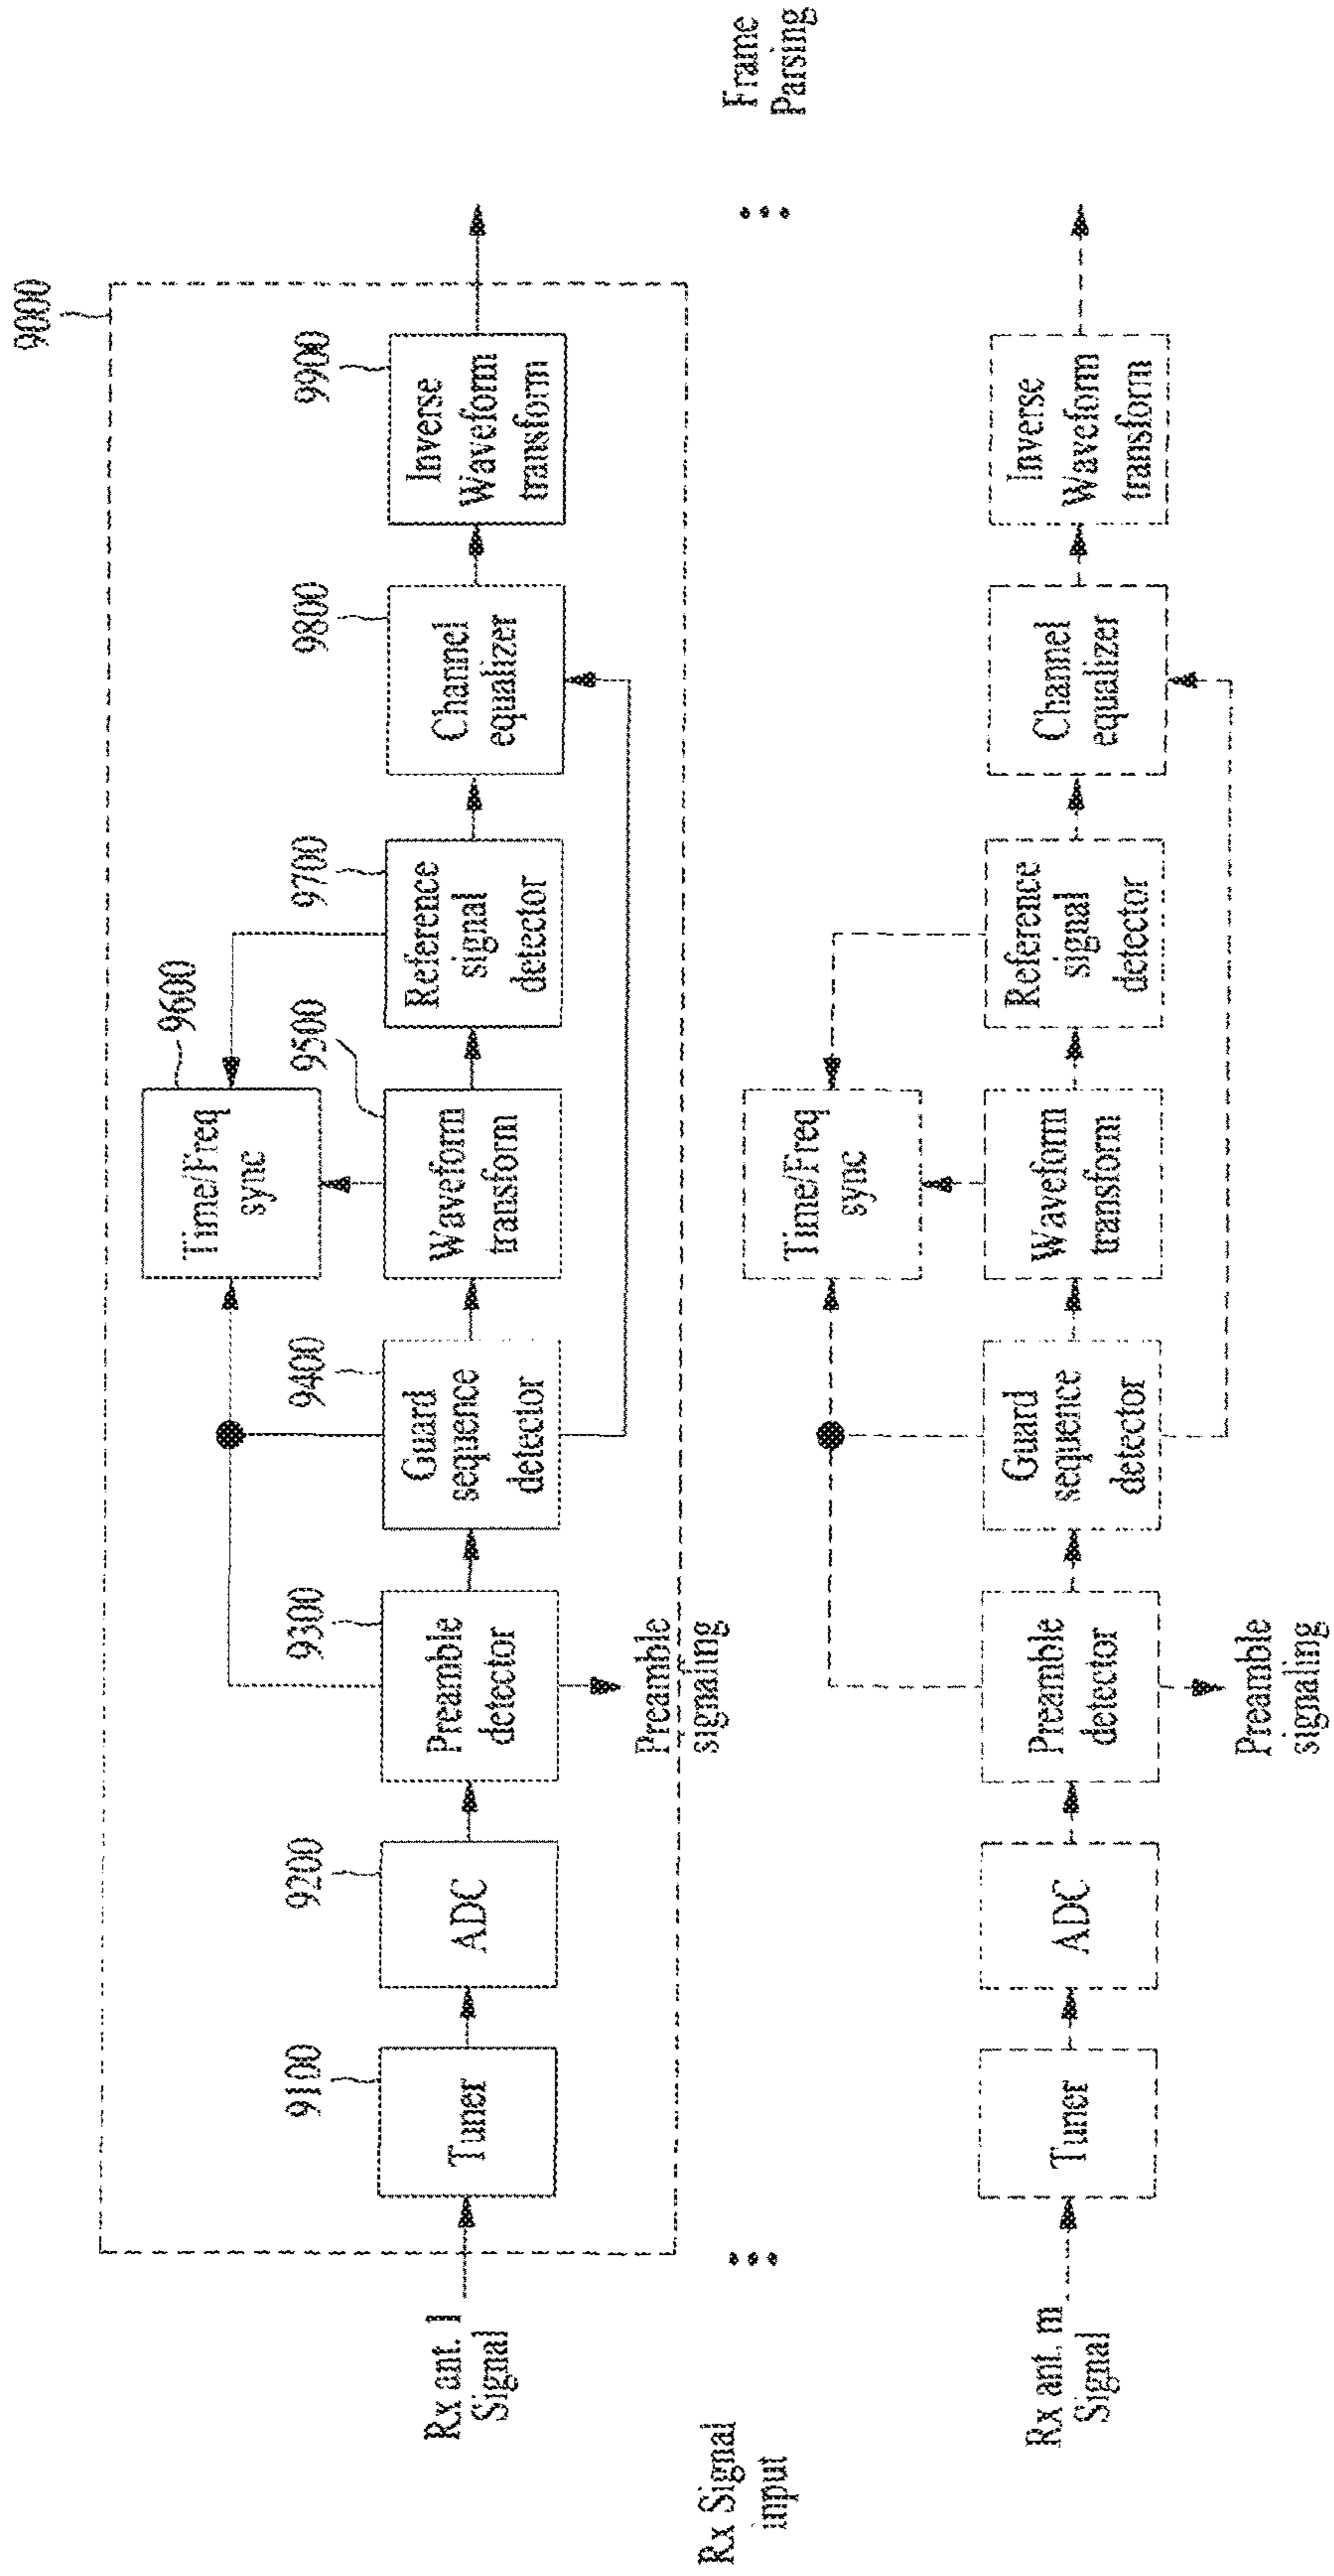 9000
Rx ant. 1
Signal
9100
Tuner
9200
ADC
9300
Preamble
detector
Preamble
signaling
9400
Guard
sequence
detector
9500
Waveform
transform
9600
Time/Freq
sync
9700
Reference
signal
detector
9800
Channel
equalizer
9900
Inverse
Waveform
transform
Rx Signal
input
Frame
Parsing
Rx ant. m
Signal
Tuner
ADC
Preamble
detector
Preamble
signaling
Guard
sequence
detector
Waveform
transform
Time/Freq
sync
Reference
signal
detector
Channel
equalizer
Inverse
Waveform
transform